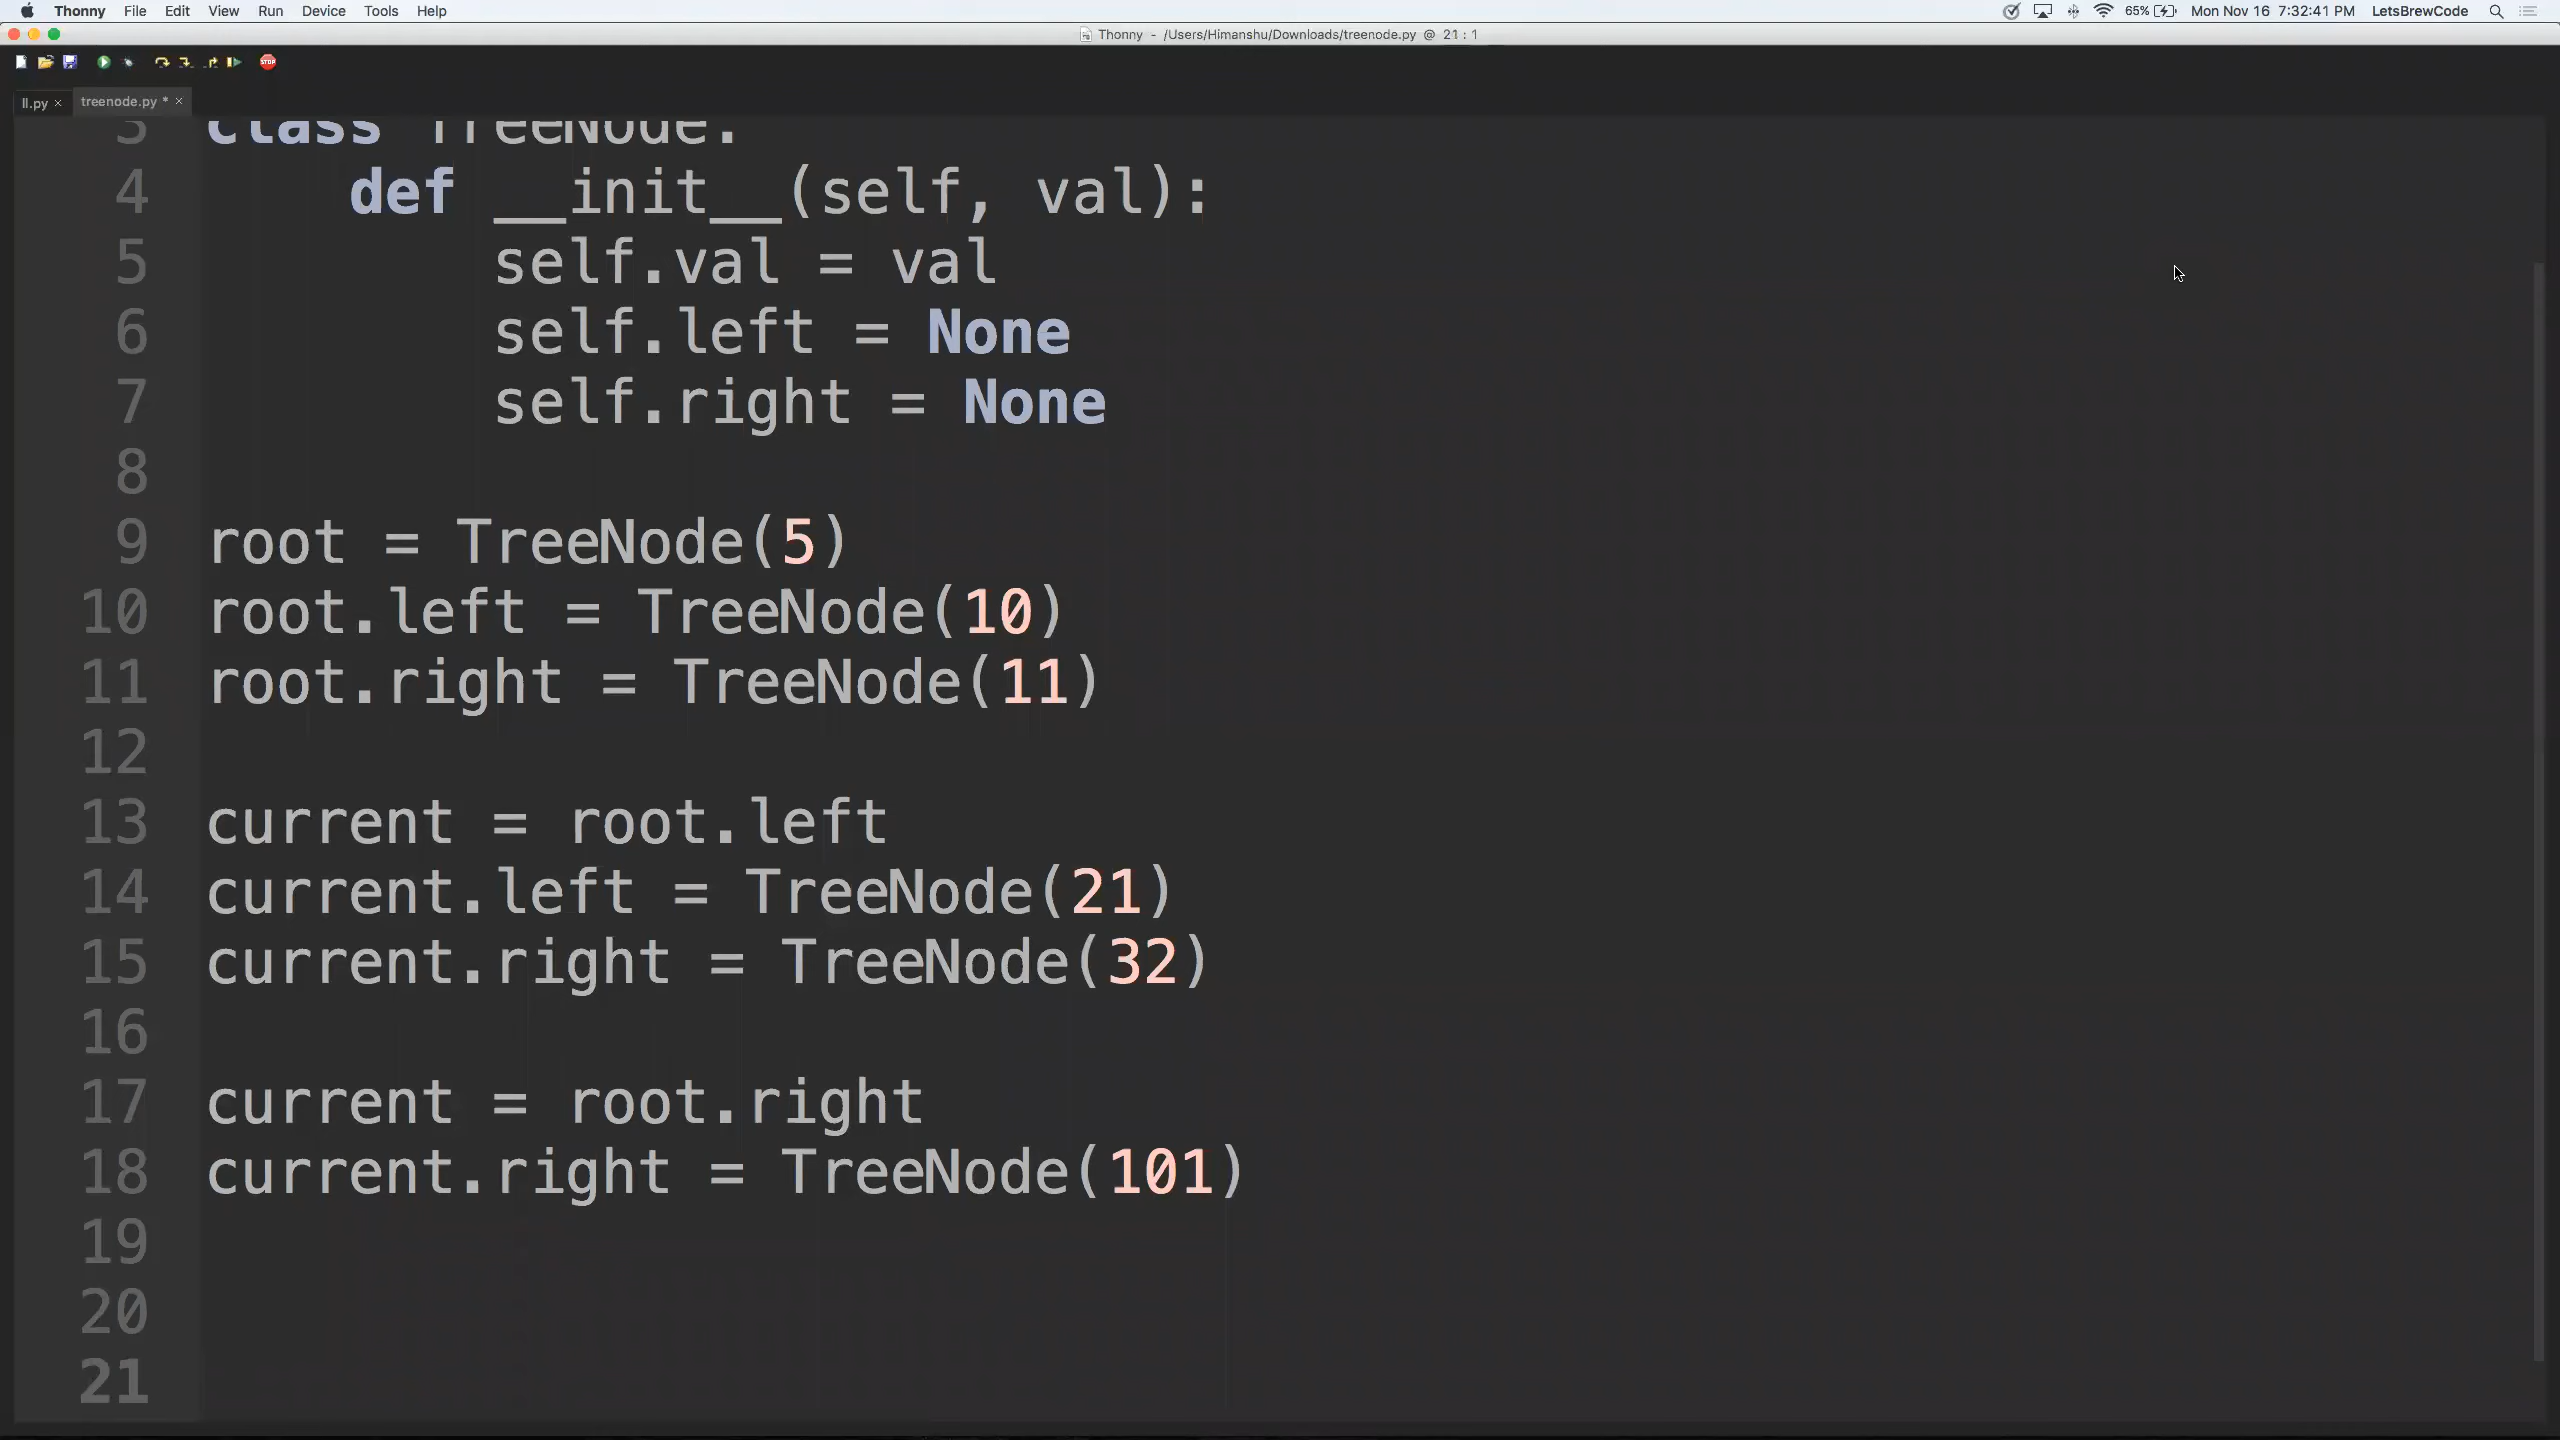 Thonny File Edit View Run Device Tools Help 65% Mon Nov 16 7:32:41 PM LetsBrewCode
Thonny - /Users/Himanshu/Downloads/treenode.py @ 21 : 1
STOP
ll.py × treenode.py * ×
3 class TreeNode:
4 def __init__(self, val):
5 self.val = val
6 self.left = None
7 self.right = None
8
9 root = TreeNode(5)
10 root.left = TreeNode(10)
11 root.right = TreeNode(11)
12
13 current = root.left
14 current.left = TreeNode(21)
15 current.right = TreeNode(32)
16
17 current = root.right
18 current.right = TreeNode(101)
19
20
21